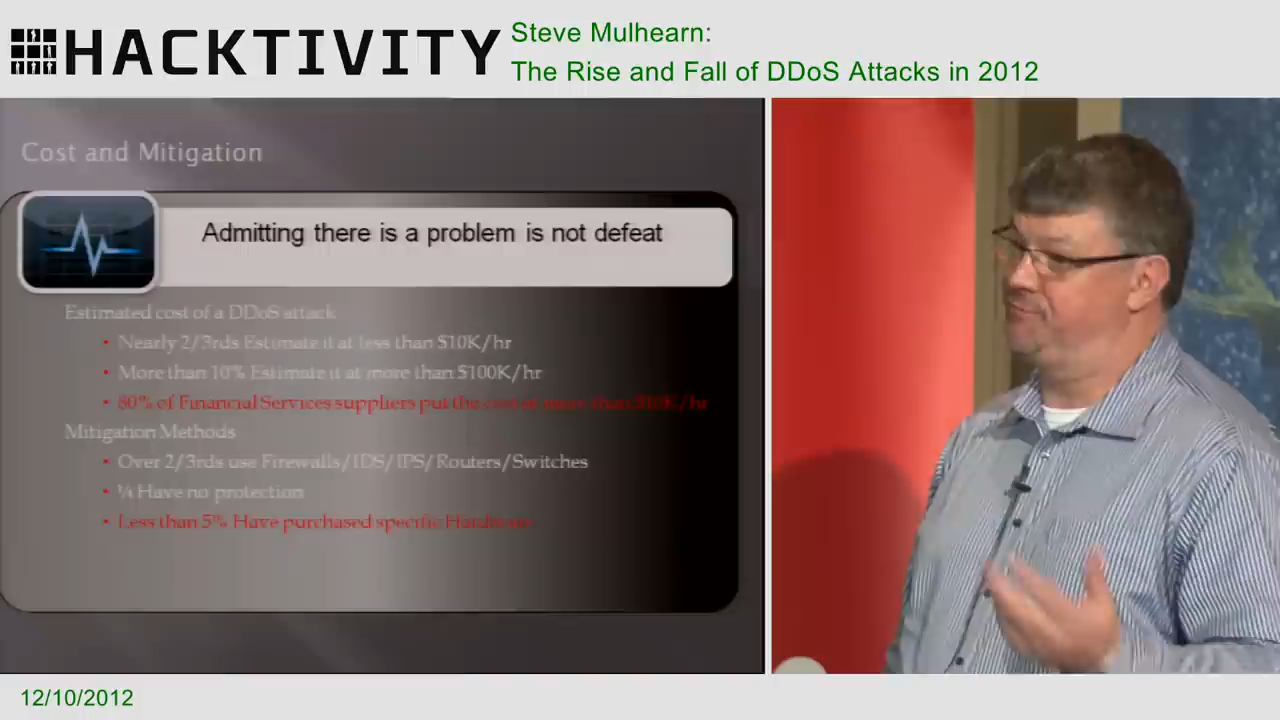 HACKTIVITY
Steve Mulhearn:
The Rise and Fall of DDoS Attacks in 2012
Cost and Mitigation
Admitting there is a problem is not defeat
Estimated cost of a DDoS attack
• Nearly 2/3rds Estimate it at less than $10K/hr
• More than 10% Estimate it at more than $100K/hr
• 80% of Financial Services suppliers put the cost at more than $10K/hr
Mitigation Methods
• Over 2/3rds use Firewalls/IDS/IPS/Routers/Switches
• ¼ Have no protection
• Less than 5% Have purchased specific Hardware
12/10/2012